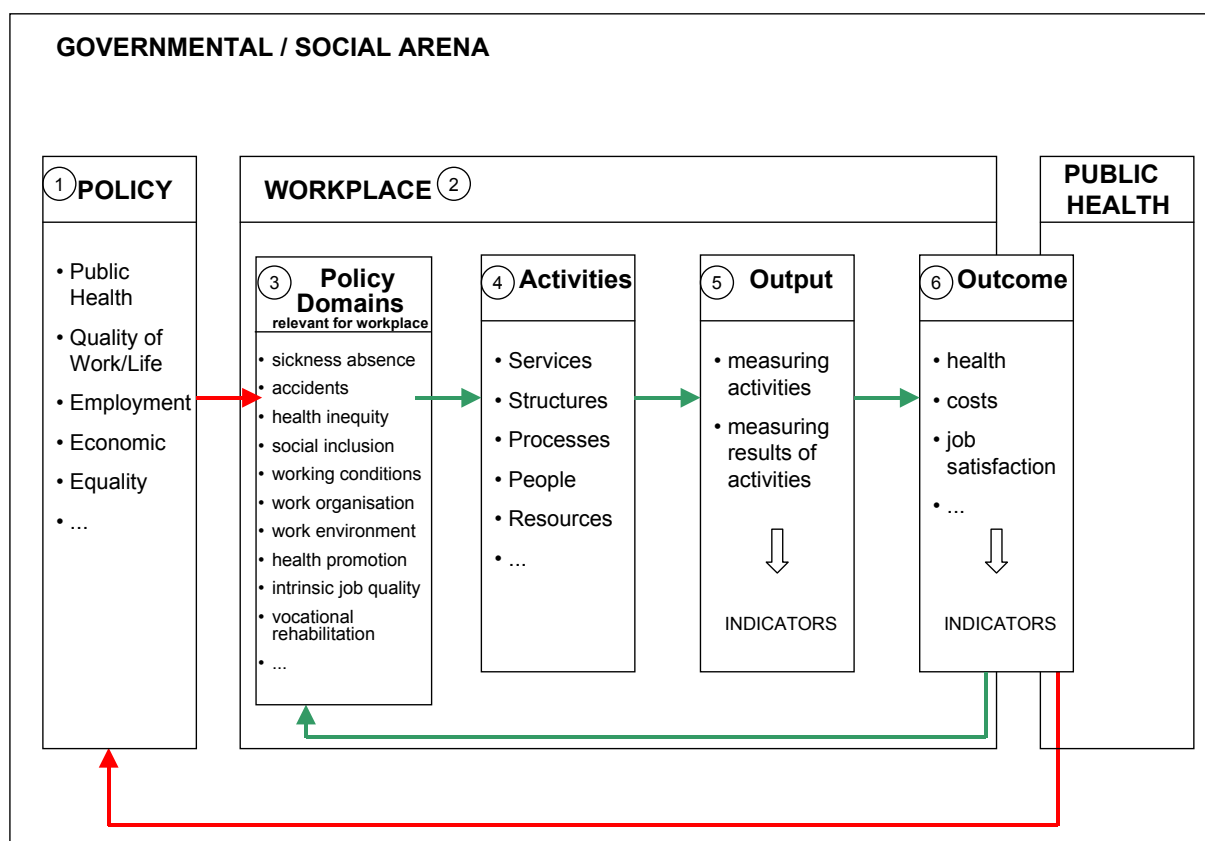 GOVERNMENTAL / SOCIAL ARENA
1 POLICY
• Public
Health
• Quality of
Work/Life
• Employment
• Economic
• Equality
• ...
WORKPLACE 2
3 Policy
Domains
relevant for workplace
• sickness absence
• accidents
• health inequity
• social inclusion
• working conditions
• work organisation
• work environment
• health promotion
• intrinsic job quality
• vocational
rehabilitation
• ...
4 Activities
• Services
• Structures
• Processes
• People
• Resources
• ...
5 Output
• measuring
activities
• measuring
results of
activities
INDICATORS
6 Outcome
• health
• costs
• job
satisfaction
• ...
INDICATORS
PUBLIC
HEALTH